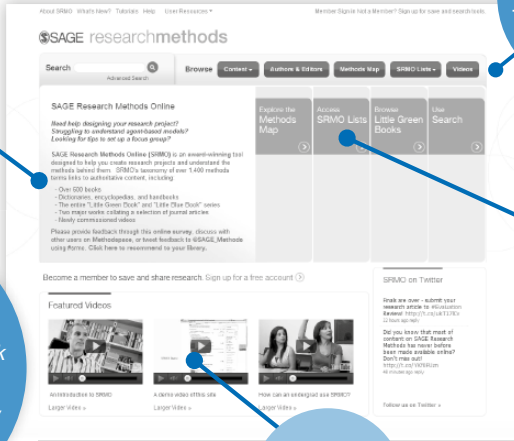 About SRMO What's New? Tutorials Help User Resources
Member Sign In Not a Member? Sign up for save and search tools.
SAGE researchmethods
Search
Advanced Search
Browse Content Authors & Editors Methods Map SRMO Lists Videos
SAGE Research Methods Online
Need help designing your research project?
Struggling to understand agent-based models?
Looking for tips to set up a focus group?
SAGE Research Methods Online (SRMO) is an award-winning tool
designed to help you create research projects and understand the
methods behind them. SRMO's taxonomy of over 1,400 methods
terms links to authoritative content, including:
- Over 600 books
- Dictionaries, encyclopedias, and handbooks
- The entire "Little Green Book" and "Little Blue Book" series
- Two major works collating a selection of journal articles
- Newly commissioned videos
Please provide feedback through this online survey, discuss with
other users on Methodspace, or tweet feedback to @SAGE_Methods
using #srmo. Click here to recommend to your library.
Explore the
Methods
Map
Access
SRMO Lists
Browse
Little Green
Books
Use
Search
Become a member to save and share research. Sign up for a free account
Featured Videos
An introduction to SRMO
Larger Video »
A demo video of this site
Larger Video »
How can an undergrad use SRMO?
Larger Video »
SRMO on Twitter
Finals are over - submit your
research article to #Evaluation
Review!
12 hours ago reply
Did you know that most of
content on SAGE Research
Methods has never before
been made available online?
Don't miss out!
48 minutes ago reply
Follow us on Twitter »
k